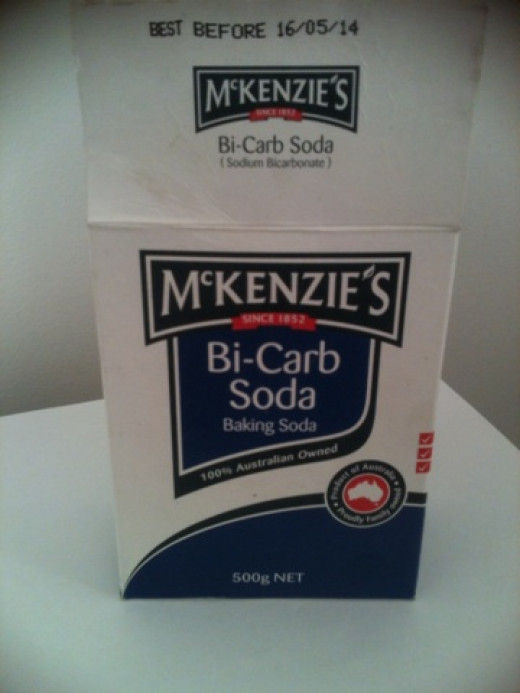 BEST BEFORE 16/05/14
McKENZIE'S
SINCE 1852
Bi-Carb Soda
(Sodium Bicarbonate)
McKENZIE'S
SINCE 1852
Bi-Carb
Soda
Baking Soda
100% Australian Owned
Product of Australia
Proudly Family
500g NET